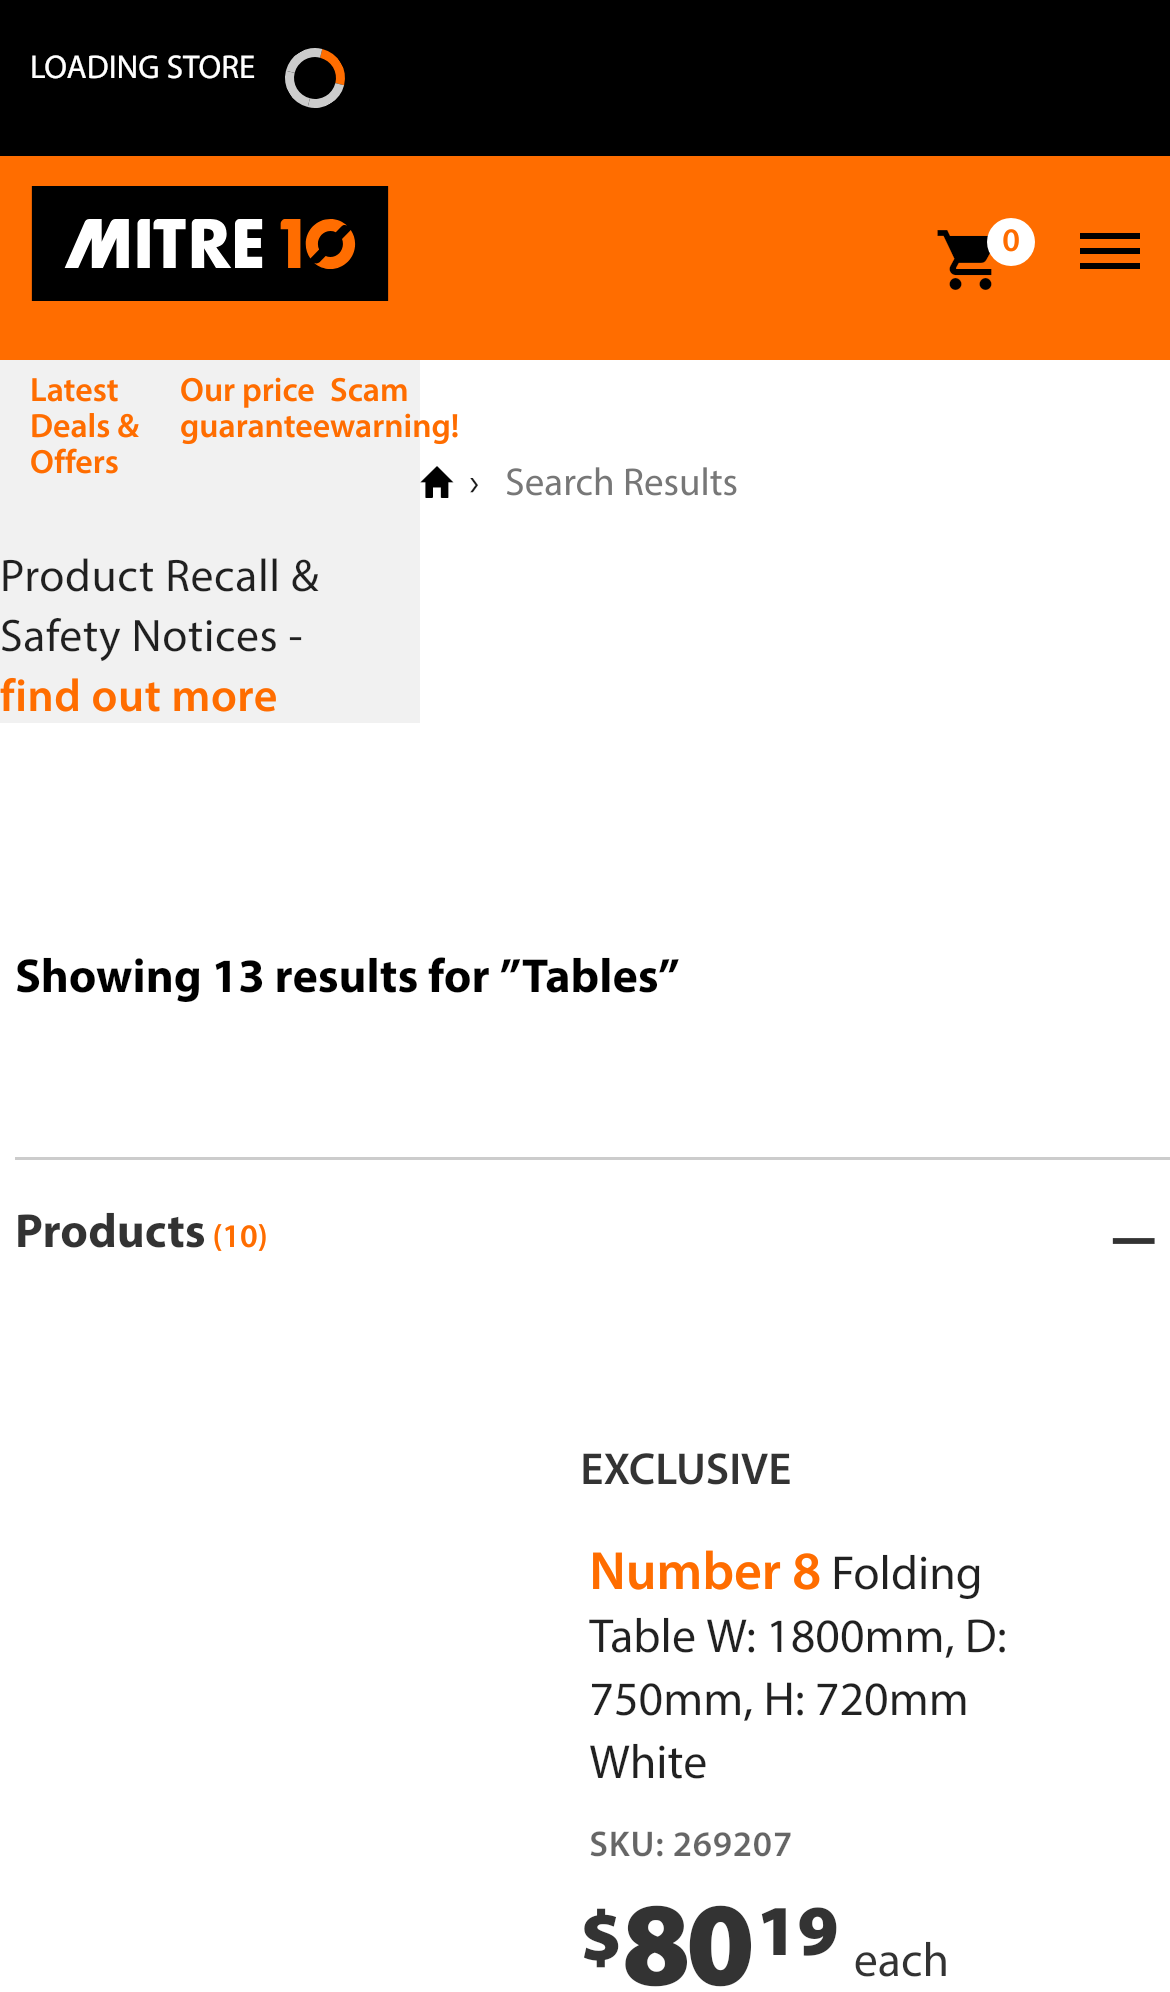 LOADING STORE
MITRE 10
0
Latest
Deals &
Offers
Our price
guarantee
Scam
warning!
› Search Results
Product Recall &
Safety Notices -
find out more
Showing 13 results for ”Tables”
Products (10)
EXCLUSIVE
Number 8 Folding
Table W: 1800mm, D:
750mm, H: 720mm
White
SKU: 269207
$80 19 each